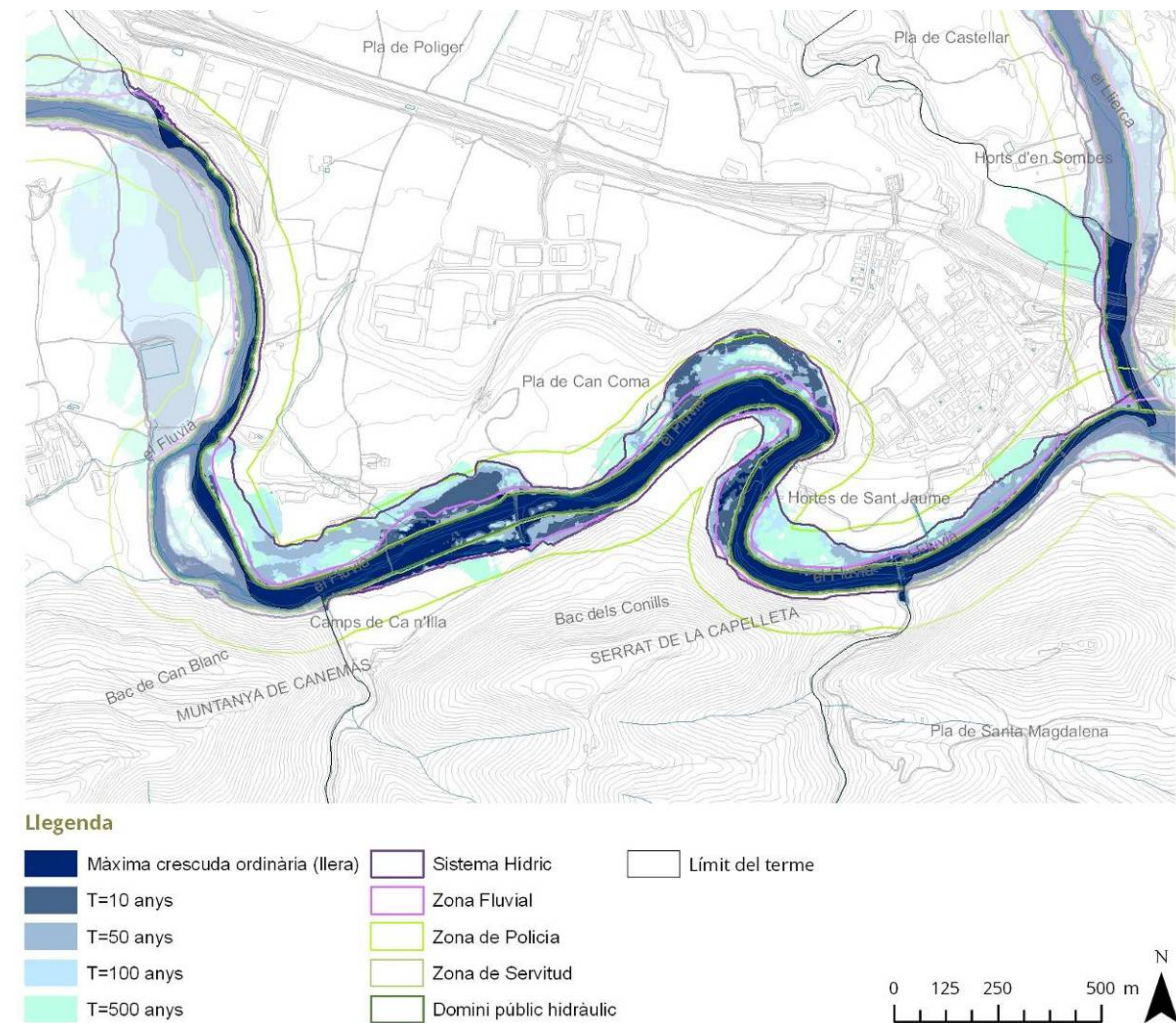 Pla de Poliger
Pla de Castellar
el Llierca
Horts d'en Sombes
Pla de Can Coma
el Fluvià
el Fluvià
Hortes de Sant Jaume
el Fluvià
el Fluvià
el Fluvià
Camps de Ca n'Illa
Bac dels Conills
SERRAT DE LA CAPELLETA
Bac de Can Blanc
MUNTANYA DE CANEMÀS
Pla de Santa Magdalena
Llegenda
Màxima crescuda ordinària (llera)
Sistema Hídric
Límit del terme
T=10 anys
Zona Fluvial
T=50 anys
Zona de Policia
T=100 anys
Zona de Servitud
T=500 anys
Domini públic hidràulic
N
0 125 250 500 m